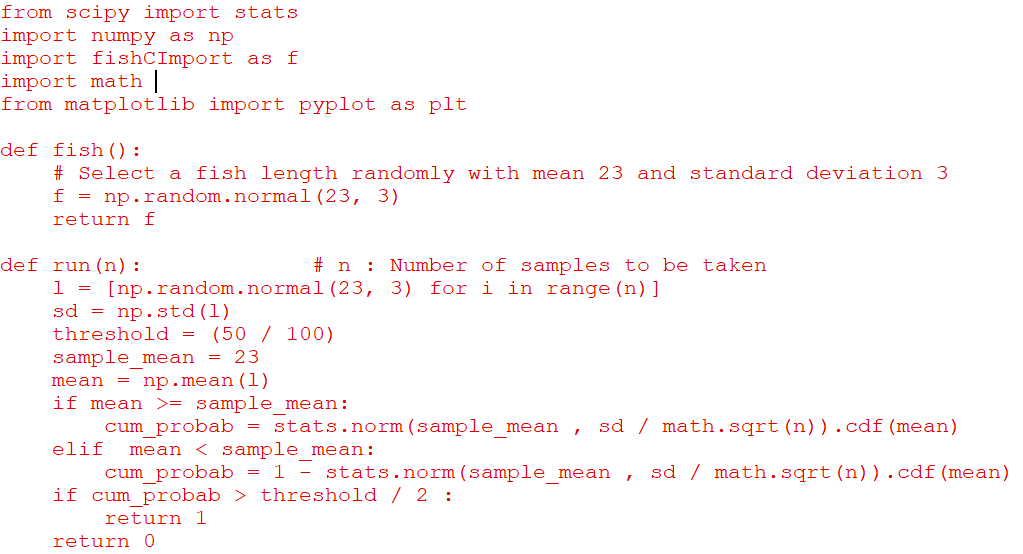 from scipy import stats
import numpy as np
import fishCImport as f
import math
from matplotlib import pyplot as plt

def fish():
    # Select a fish length randomly with mean 23 and standard deviation 3
    f = np.random.normal(23, 3)
    return f

def run(n):             # n : Number of samples to be taken
    l = [np.random.normal(23, 3) for i in range(n)]
    sd = np.std(l)
    threshold = (50 / 100)
    sample_mean = 23
    mean = np.mean(l)
    if mean >= sample_mean:
        cum_probab = stats.norm(sample_mean , sd / math.sqrt(n)).cdf(mean)
    elif  mean < sample_mean:
        cum_probab = 1 - stats.norm(sample_mean , sd / math.sqrt(n)).cdf(mean)
    if cum_probab > threshold / 2 :
        return 1
    return 0